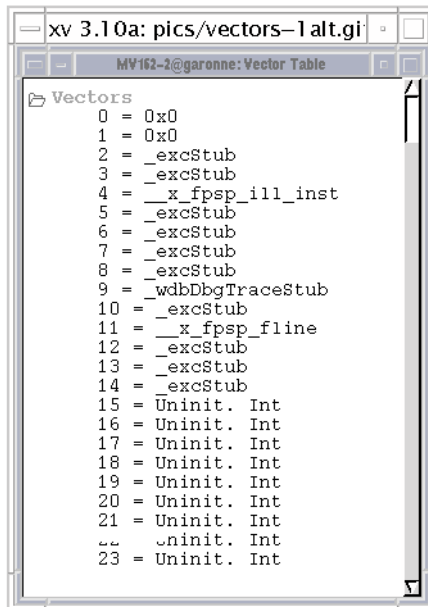 xv 3.10a: pics/vectors-1alt.gi
MV162-2@garonne: Vector Table
Vectors
0 = 0x0
1 = 0x0
2 = _excStub
3 = _excStub
4 = __x_fpsp_ill_inst
5 = _excStub
6 = _excStub
7 = _excStub
8 = _excStub
9 = _wdbDbgTraceStub
10 = _excStub
11 = __x_fpsp_fline
12 = _excStub
13 = _excStub
14 = _excStub
15 = Uninit. Int
16 = Uninit. Int
17 = Uninit. Int
18 = Uninit. Int
19 = Uninit. Int
20 = Uninit. Int
21 = Uninit. Int
Int
23 = Uninit. Int